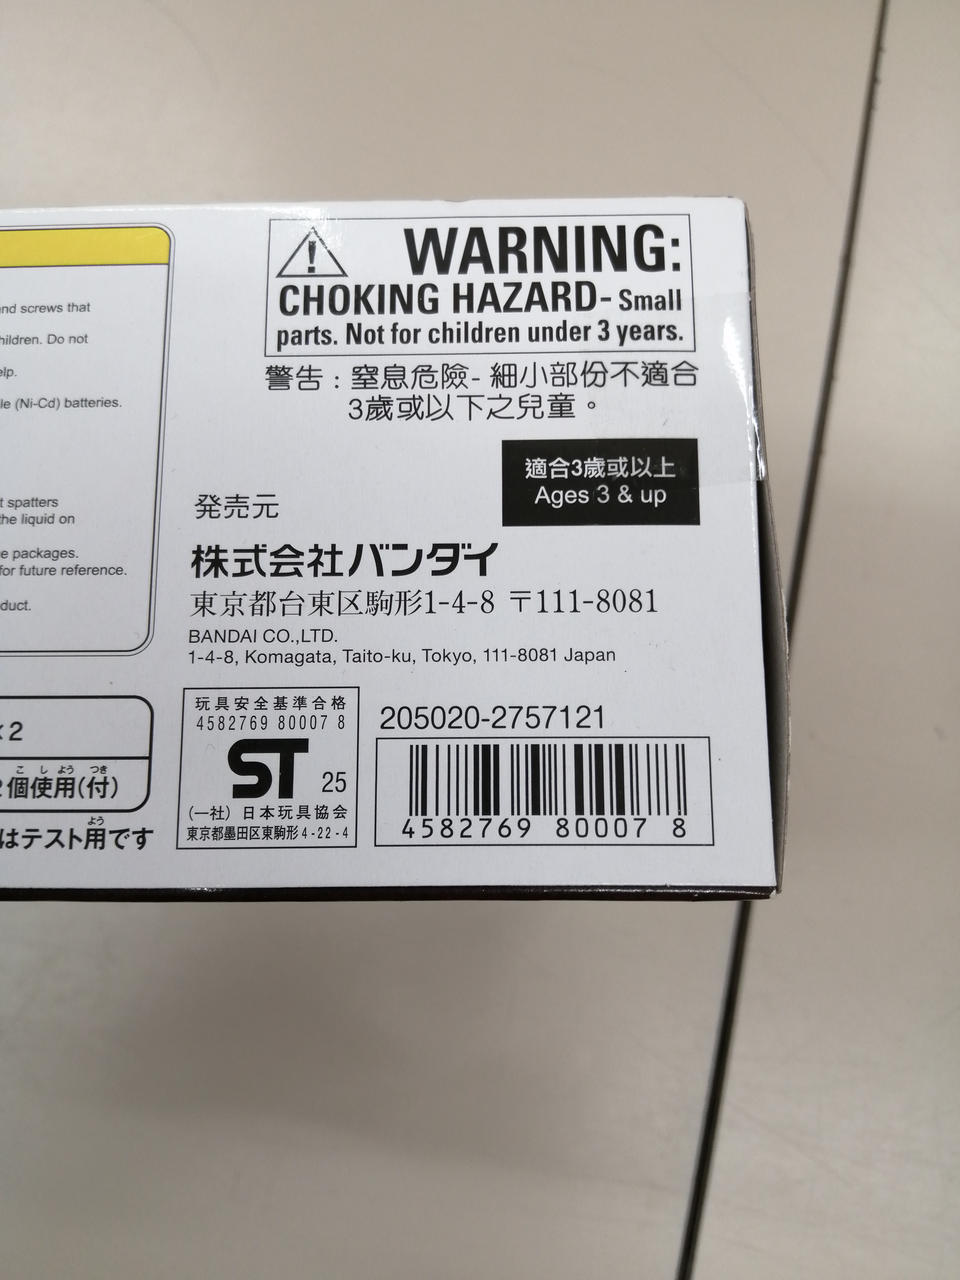 and screws that
children. Do not
elp.
le (Ni-Cd) batteries.
t spatters
the liquid on
e packages.
for future reference.
duct.
×2
個使用(付)
はテスト用です
WARNING:
CHOKING HAZARD- Small
parts. Not for children under 3 years.
警告：窒息危險- 細小部份不適合
3歲或以下之兒童。
適合3歲或以上
Ages 3 & up
発売元
株式会社バンダイ
東京都台東区駒形1-4-8 〒111-8081
BANDAI CO.,LTD.
1-4-8, Komagata, Taito-ku, Tokyo, 111-8081 Japan
玩具安全基準合格
4582769 80007 8
ST 25
(一社) 日本玩具協会
東京都墨田区東駒形4-22-4
205020-2757121
4582769 80007 8